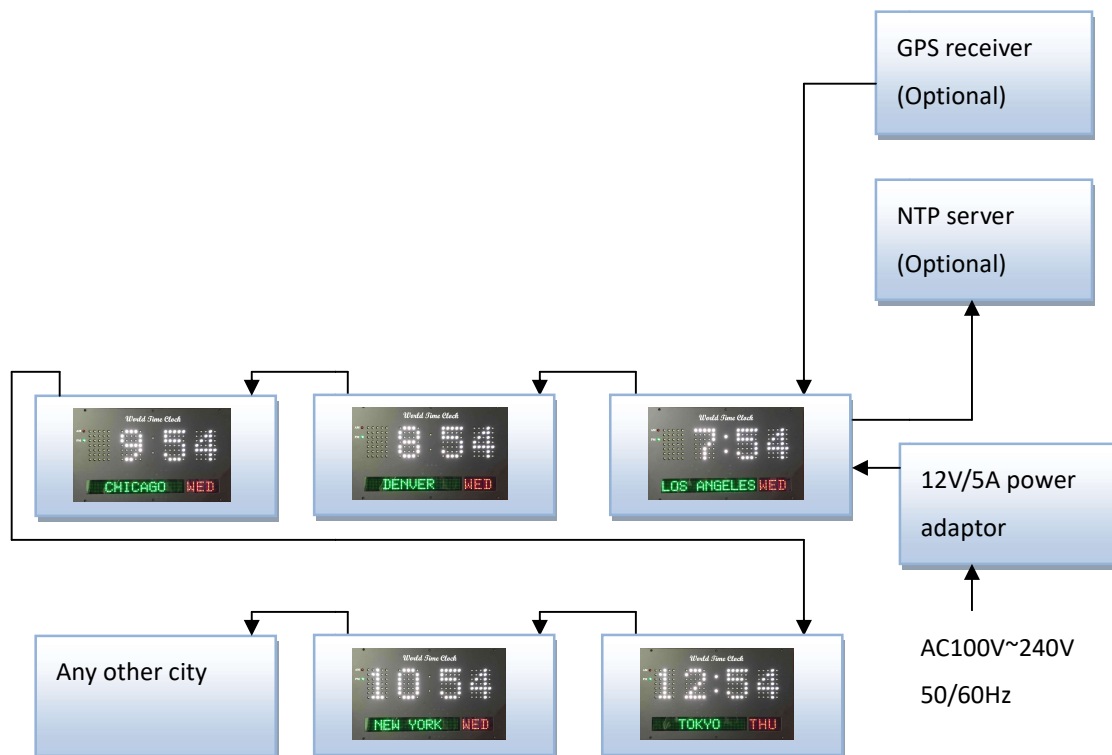 GPS receiver
(Optional)
NTP server
(Optional)
World Time Clock
9:54
CHICAGO WED
World Time Clock
8:54
DENVER WED
World Time Clock
7:54
LOS ANGELES WED
12V/5A power
adaptor
AC100V~240V
50/60Hz
Any other city
World Time Clock
10:54
NEW YORK WED
World Time Clock
12:54
TOKYO THU